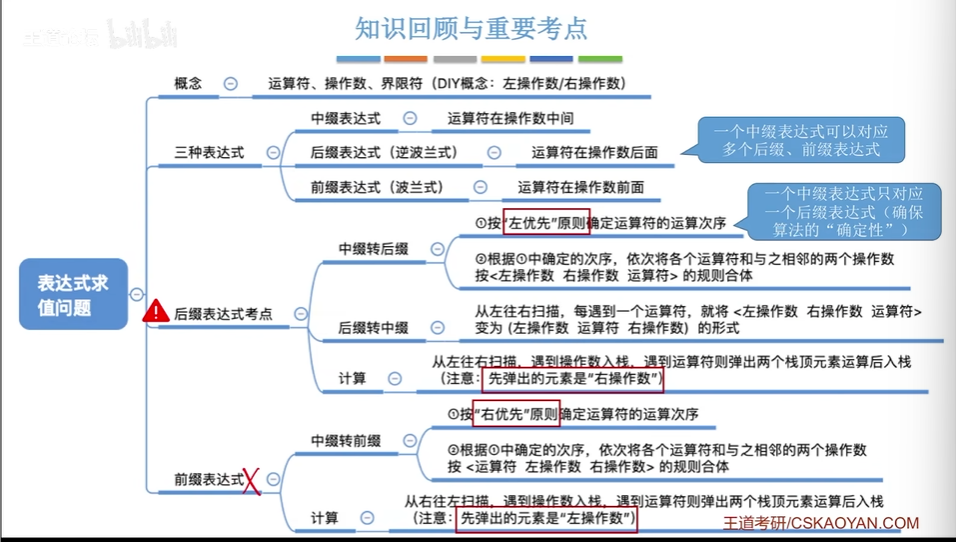 知识回顾与重要考点
概念
运算符、操作数、界限符（DIY概念：左操作数/右操作数）
三种表达式
中缀表达式
运算符在操作数中间
后缀表达式（逆波兰式）
运算符在操作数后面
前缀表达式（波兰式）
运算符在操作数前面
一个中缀表达式可以对应
多个后缀、前缀表达式
一个中缀表达式只对应
一个后缀表达式（确保
算法的“确定性”）
表达式求
值问题
后缀表达式考点
中缀转后缀
①按“左优先”原则确定运算符的运算次序
②根据①中确定的次序，依次将各个运算符和与之相邻的两个操作数
按<左操作数 右操作数 运算符> 的规则合体
后缀转中缀
从左往右扫描，每遇到一个运算符，就将 <左操作数 右操作数 运算符>
变为 (左操作数 运算符 右操作数) 的形式
计算
从左往右扫描，遇到操作数入栈，遇到运算符则弹出两个栈顶元素运算后入栈
（注意：先弹出的元素是“右操作数”）
前缀表达式
中缀转前缀
①按“右优先”原则确定运算符的运算次序
②根据①中确定的次序，依次将各个运算符和与之相邻的两个操作数
按 <运算符 左操作数 右操作数> 的规则合体
计算
从右往左扫描，遇到操作数入栈，遇到运算符则弹出两个栈顶元素运算后入栈
（注意：先弹出的元素是“左操作数”）
王道考研/CSKAOYAN.COM
bilibili